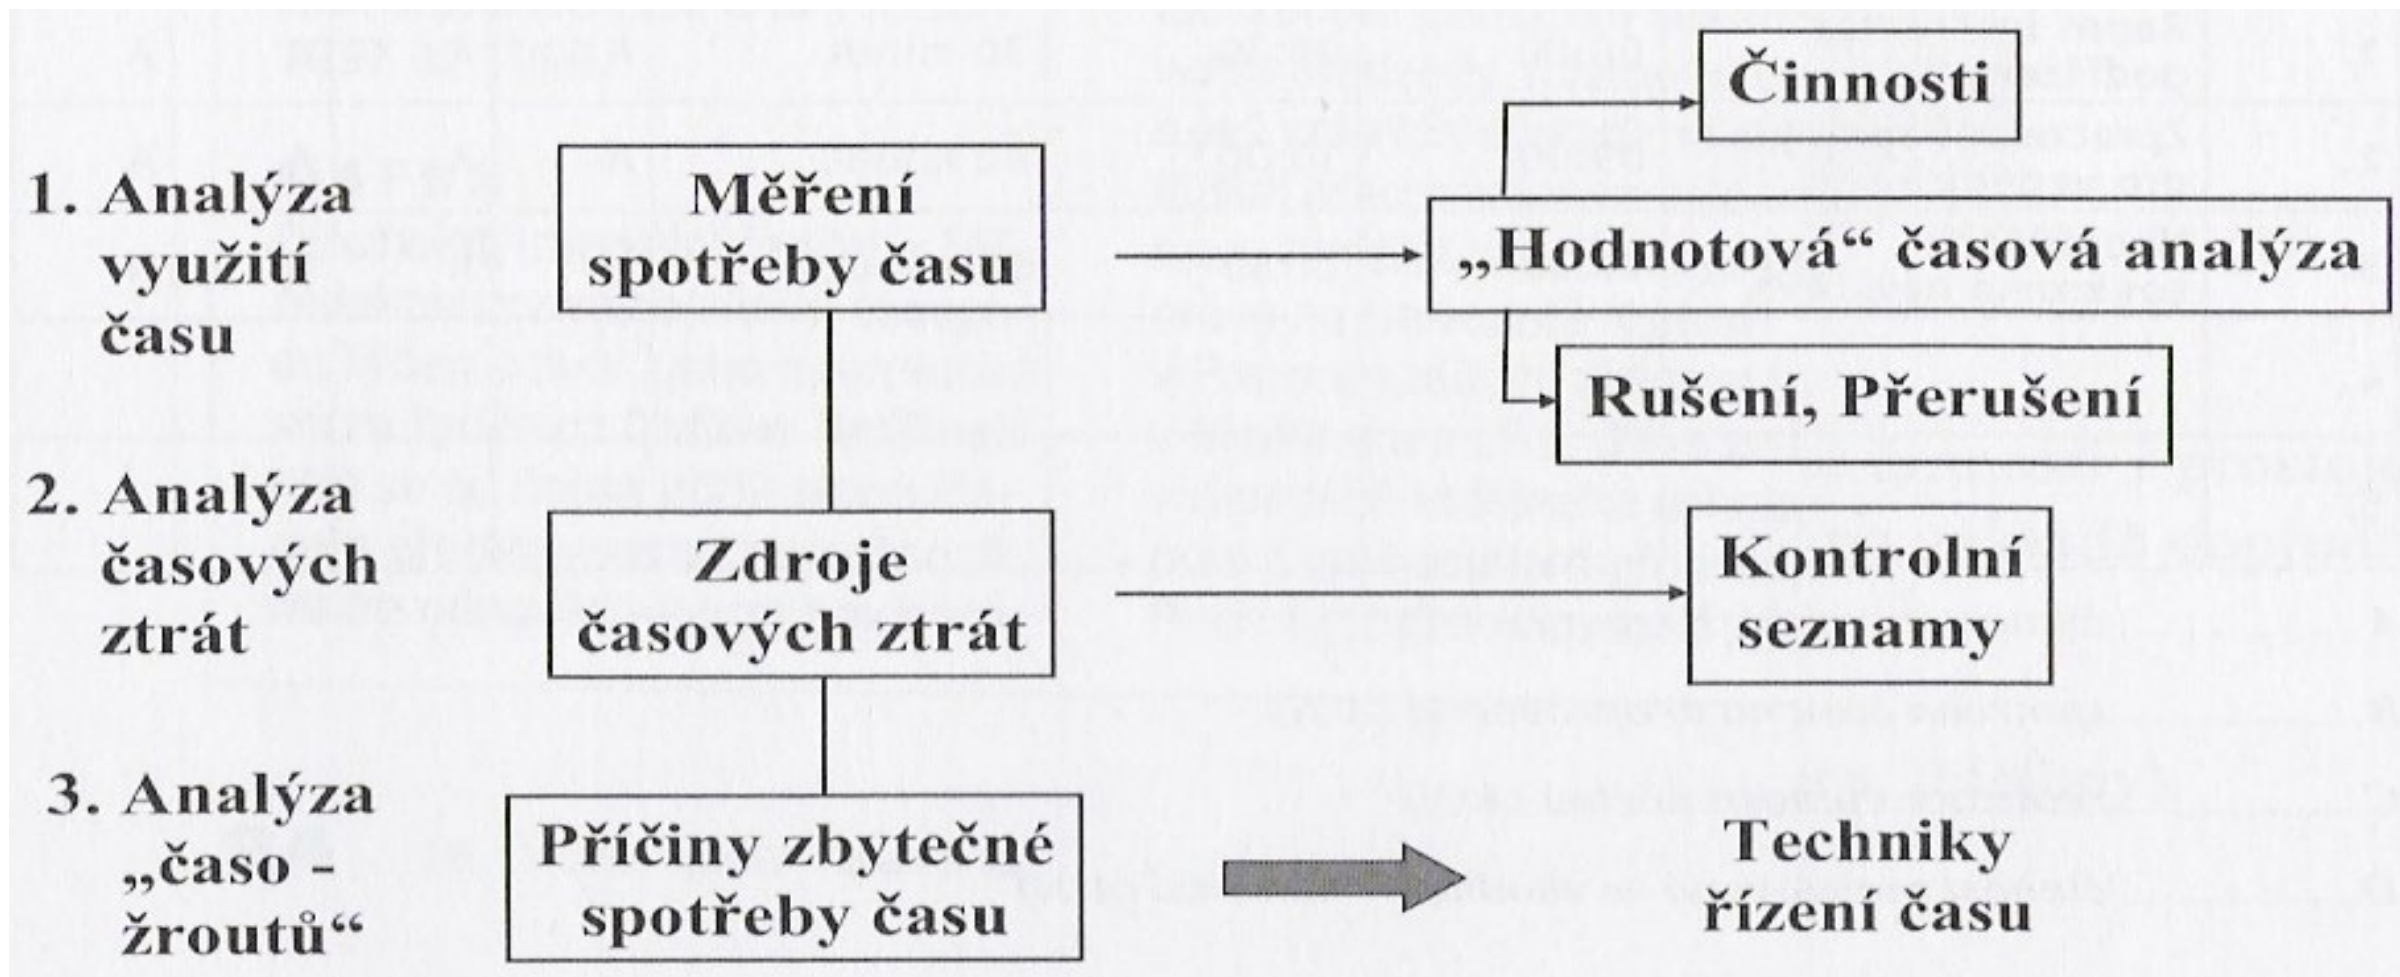 Činnosti
1. Analýza
využití
času
Měření
spotřeby času
„Hodnotová“ časová analýza
Rušení, Přerušení
2. Analýza
časových
ztrát
Zdroje
časových ztrát
Kontrolní
seznamy
3. Analýza
„časo -
žroutů“
Příčiny zbytečné
spotřeby času
Techniky
řízení času